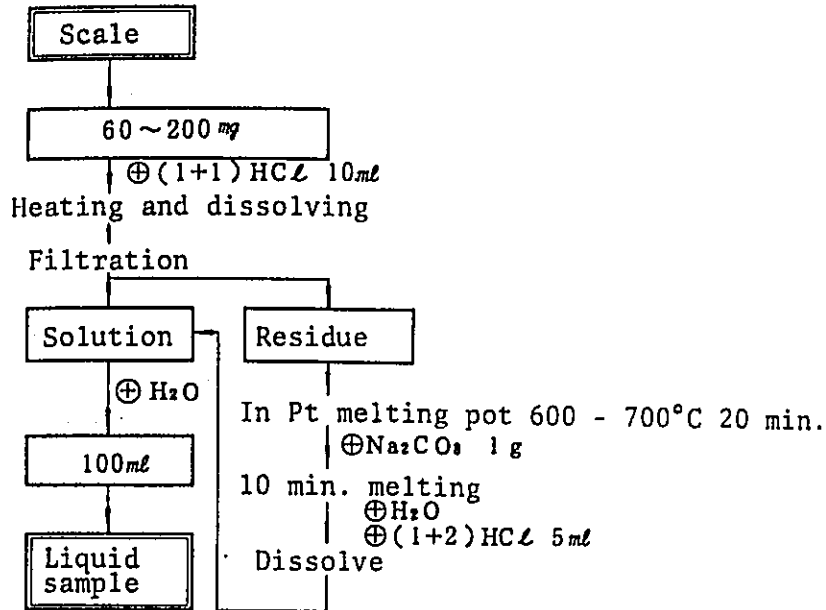 Scale
60～200 mg
⊕(1+1) HCℓ 10mℓ
Heating and dissolving
Filtration
Solution
Residue
⊕ H₂O
In Pt melting pot 600 - 700°C 20 min.
⊕Na₂CO₃ 1 g
100mℓ
10 min. melting
⊕H₂O
⊕(1+2)HCℓ 5mℓ
Dissolve
Liquid
sample